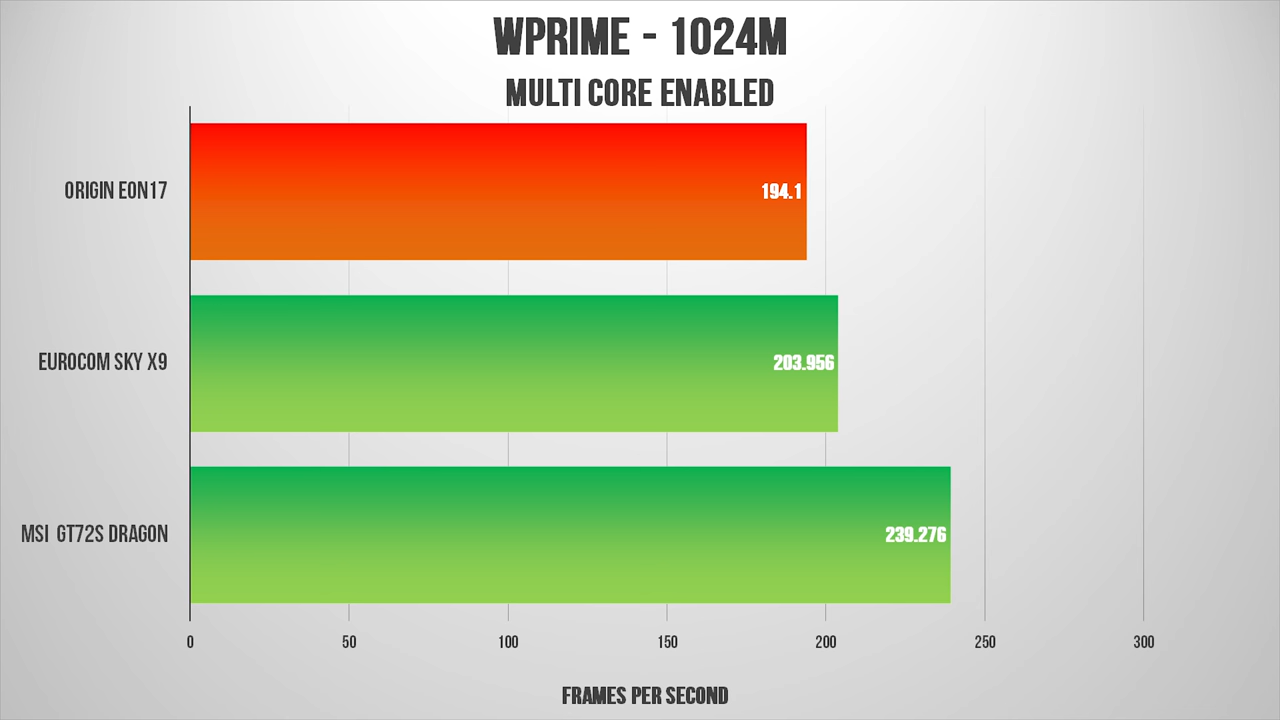 WPRIME - 1024M
MULTI CORE ENABLED
ORIGIN EON17
194.1
EUROCOM SKY X9
203.956
MSI GT72S DRAGON
239.276
0 50 100 150 200 250 300
FRAMES PER SECOND